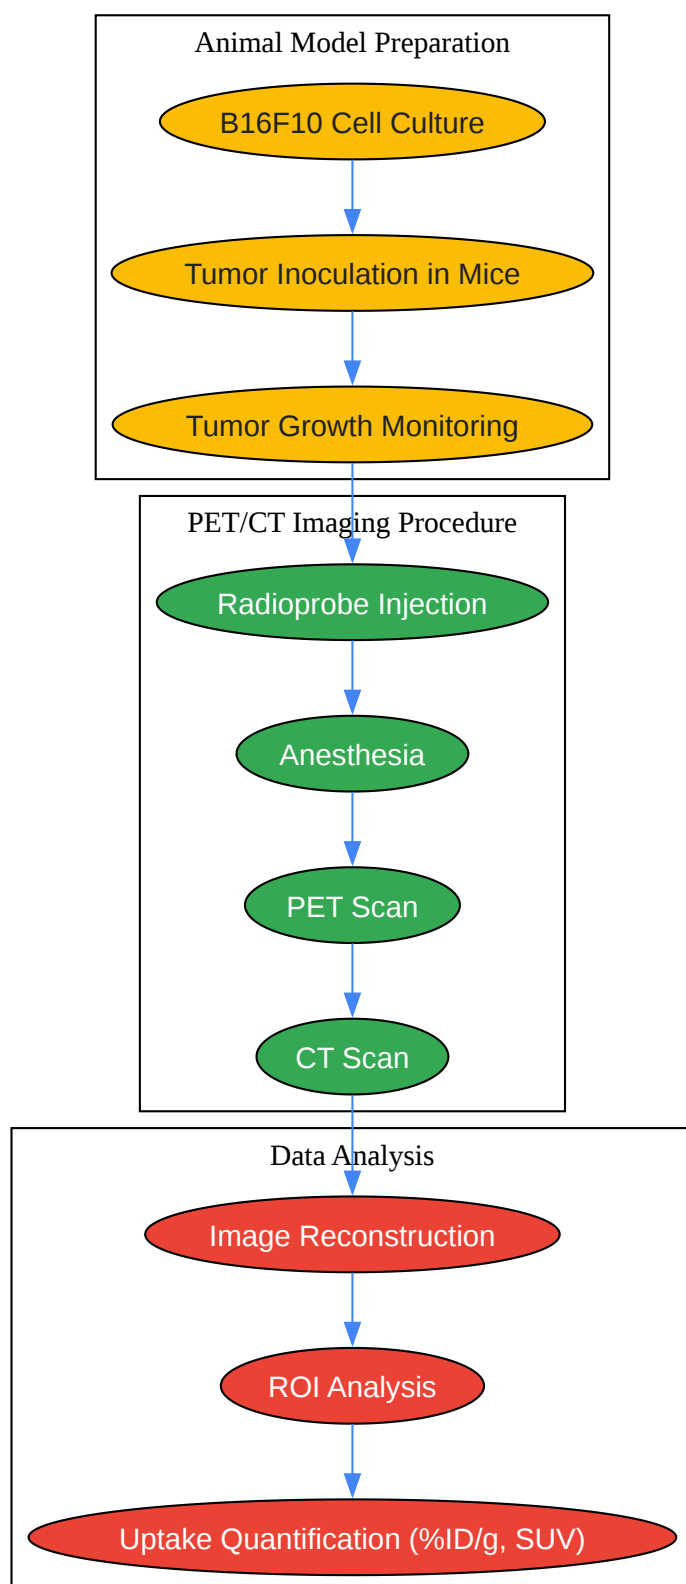 Animal Model Preparation
B16F10 Cell Culture
Tumor Inoculation in Mice
Tumor Growth Monitoring
PET/CT Imaging Procedure
Radioprobe Injection
Anesthesia
PET Scan
CT Scan
Data Analysis
Image Reconstruction
ROI Analysis
Uptake Quantification (%ID/g, SUV)